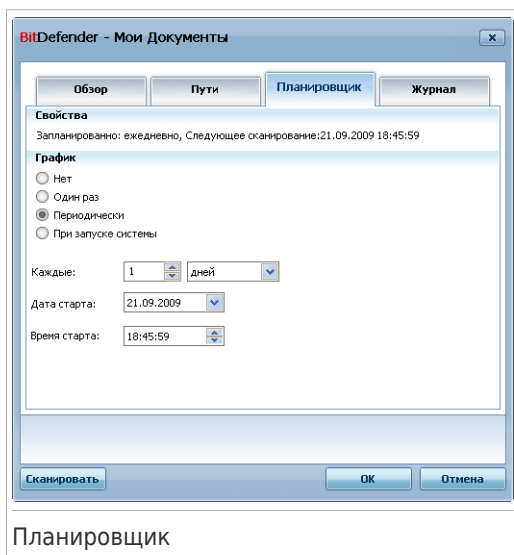 BitDefender - Мои Документы
Обзор Пути Планировщик Журнал
Свойства
Запланированно: ежедневно, Следующее сканирование:21.09.2009 18:45:59
График
Нет
Один раз
Периодически
При запуске системы
Каждые: 1 дней
Дата старта: 21.09.2009
Время старта: 18:45:59
Сканировать OK Отмена
Планировщик